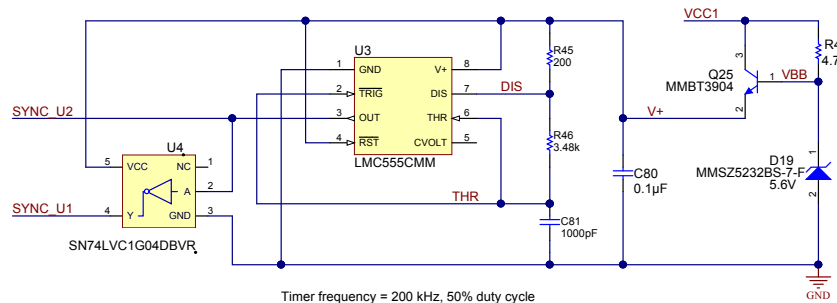 VCC1
U3
1 GND V+ 8
2 TRIG DIS 7 DIS
3 OUT THR 6
4 RST CVOLT 5
LMC555CMM
R45
200
R46
3.48k
Q25
MMBT3904
3
1
2
VBB
4.7
V+
SYNC_U2
U4
5 VCC NC 1
A 2
SYNC_U1 4 Y GND 3
SN74LVC1G04DBVR
THR
C81
1000pF
C80
0.1µF
D19
MMSZ5232BS-7-F
5.6V
1
2
GND
Timer frequency = 200 kHz, 50% duty cycle